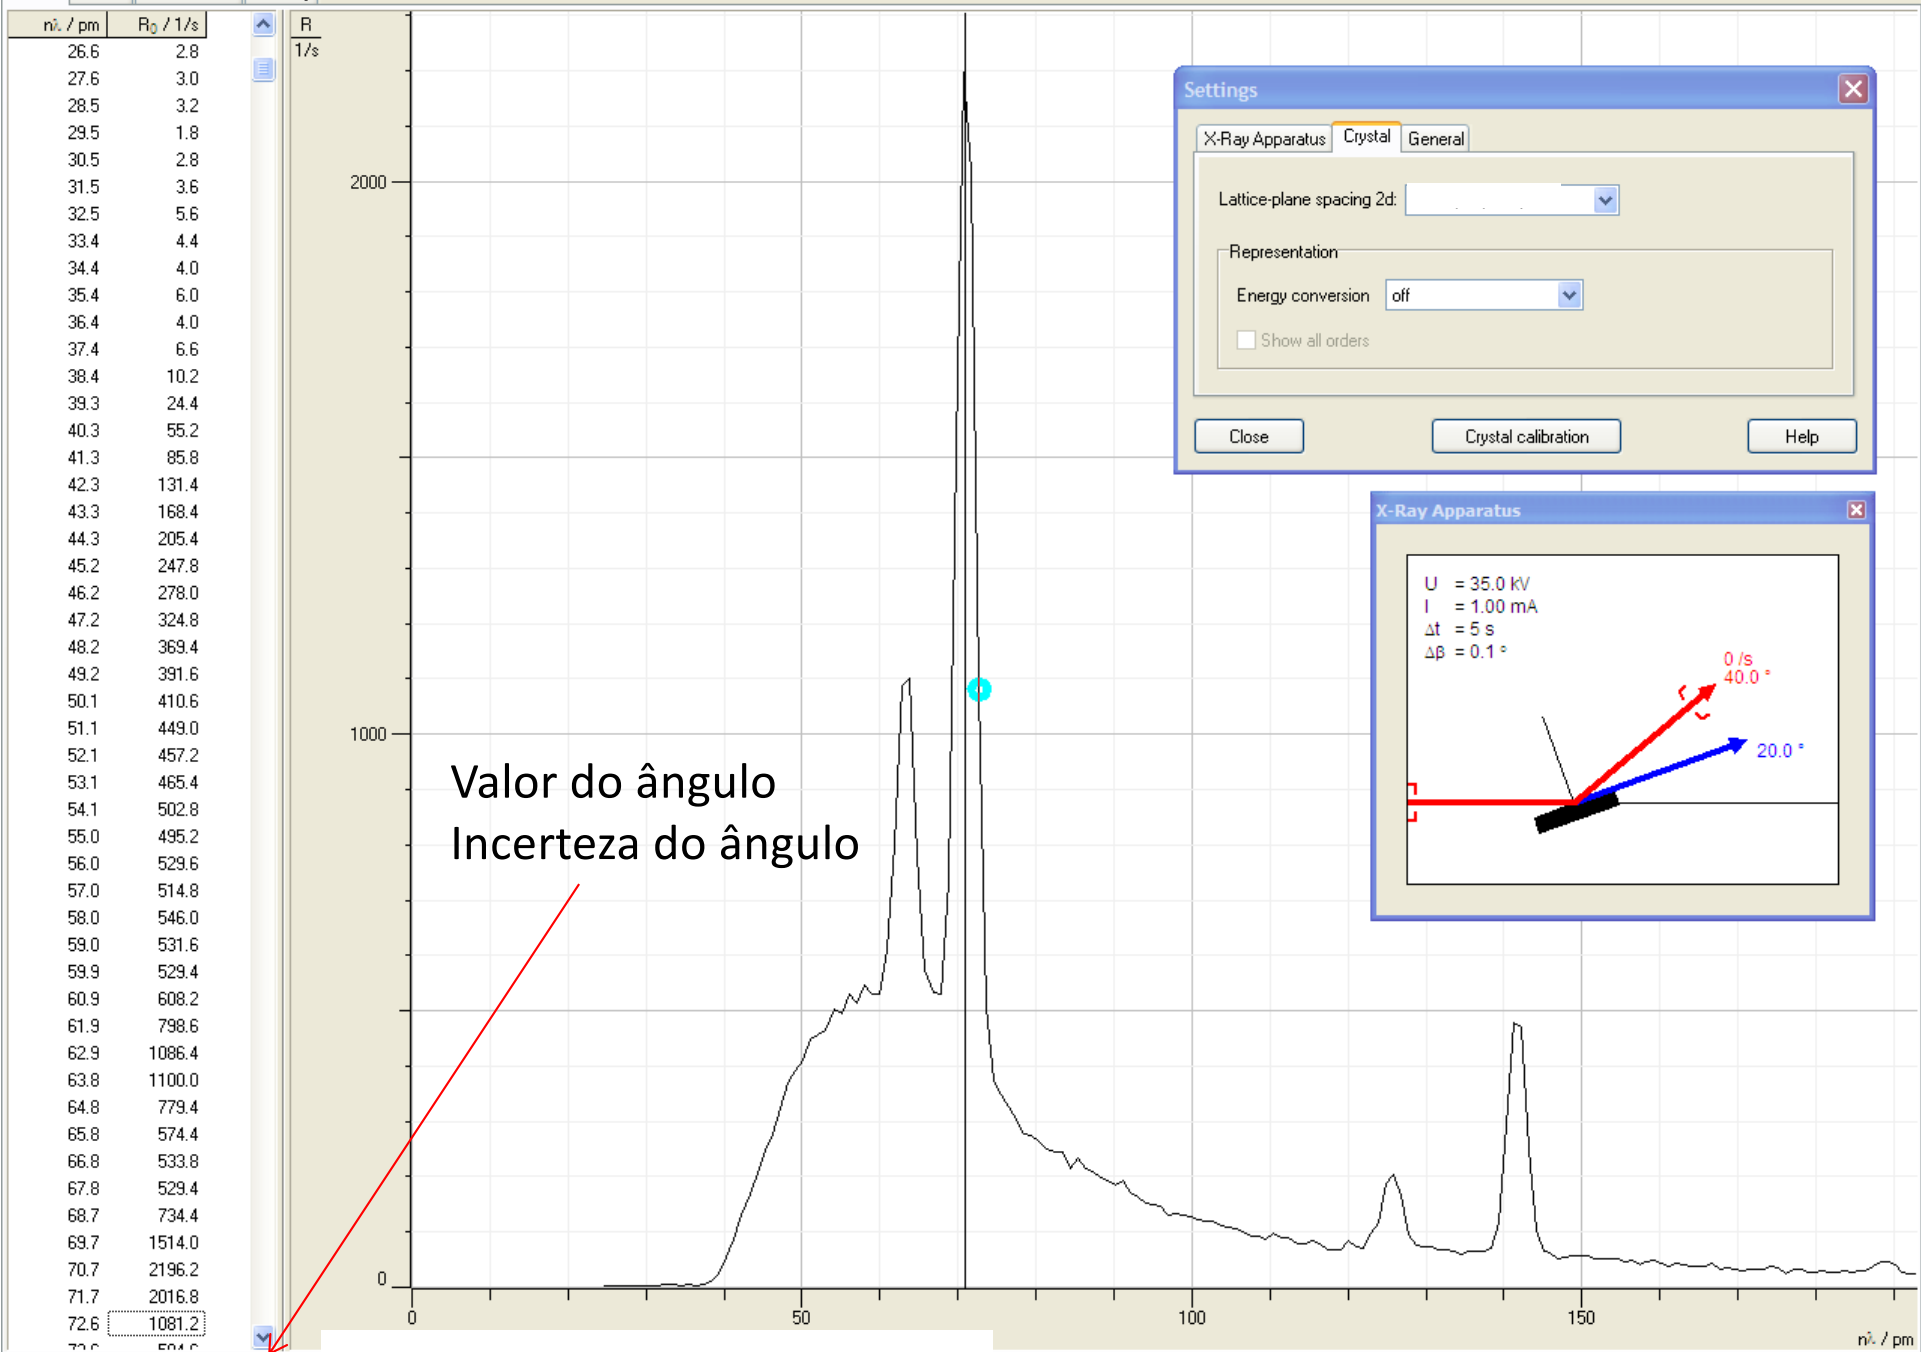 nλ / pm R₀ / 1/s
26.6 2.8
27.6 3.0
28.5 3.2
29.5 1.8
30.5 2.8
31.5 3.6
32.5 5.6
33.4 4.4
34.4 4.0
35.4 6.0
36.4 4.0
37.4 6.6
38.4 10.2
39.3 24.4
40.3 55.2
41.3 85.8
42.3 131.4
43.3 168.4
44.3 205.4
45.2 247.8
46.2 278.0
47.2 324.8
48.2 369.4
49.2 391.6
50.1 410.6
51.1 449.0
52.1 457.2
53.1 465.4
54.1 502.8
55.0 495.2
56.0 529.6
57.0 514.8
58.0 546.0
59.0 531.6
59.9 529.4
60.9 608.2
61.9 798.6
62.9 1086.4
63.8 1100.0
64.8 779.4
65.8 574.4
66.8 533.8
67.8 529.4
68.7 734.4
69.7 1514.0
70.7 2196.2
71.7 2016.8
72.6 1081.2
R
1/s
2000
1000
0
0 50 100 150
nλ / pm
Valor do ângulo
Incerteza do ângulo
Settings
X-Ray Apparatus Crystal General
Lattice-plane spacing 2d:
Representation
Energy conversion off
Show all orders
Close Crystal calibration Help
X-Ray Apparatus
U = 35.0 kV
I = 1.00 mA
Δt = 5 s
Δβ = 0.1 °
0 /s
40.0 °
20.0 °